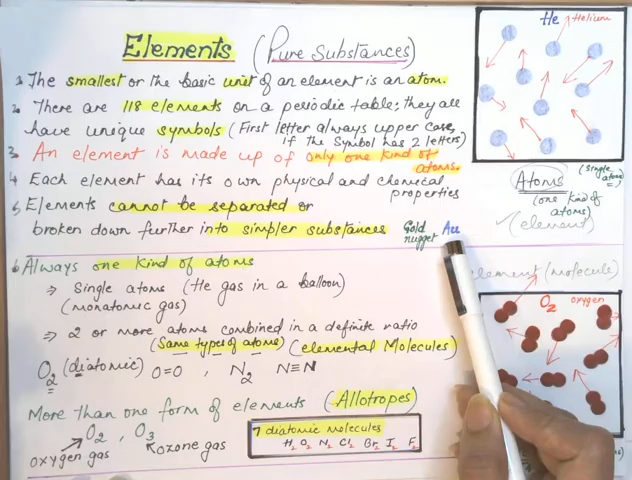 Elements (Pure Substances)
1. The smallest or the basic unit of an element is an atom.
2. There are 118 elements on a periodic table; they all
have unique symbols (First letter always upper case,
if the Symbol has 2 letters)
3. An element is made up of only one kind of
atoms.
4. Each element has its own physical and chemical
properties
5. Elements cannot be separated or
broken down further into simpler substances
Gold
nugget
Au
6. Always one kind of atoms
⇒ Single atoms (He gas in a balloon)
(monatomic gas)
⇒ 2 or more atoms combined in a definite ratio
(Same types of atoms) (elemental Molecules)
O₂ (diatomic) O=O , N₂ N≡N
More than one form of elements (Allotropes)
O₂ , O₃
oxygen gas ozone gas
7 diatomic molecules
H₂ O₂ N₂ Cl₂ Br₂ I₂ F₂
He Helium
Atoms (Single
atoms
(one kind of
atoms)
(element)
element (molecule)
O₂ oxygen